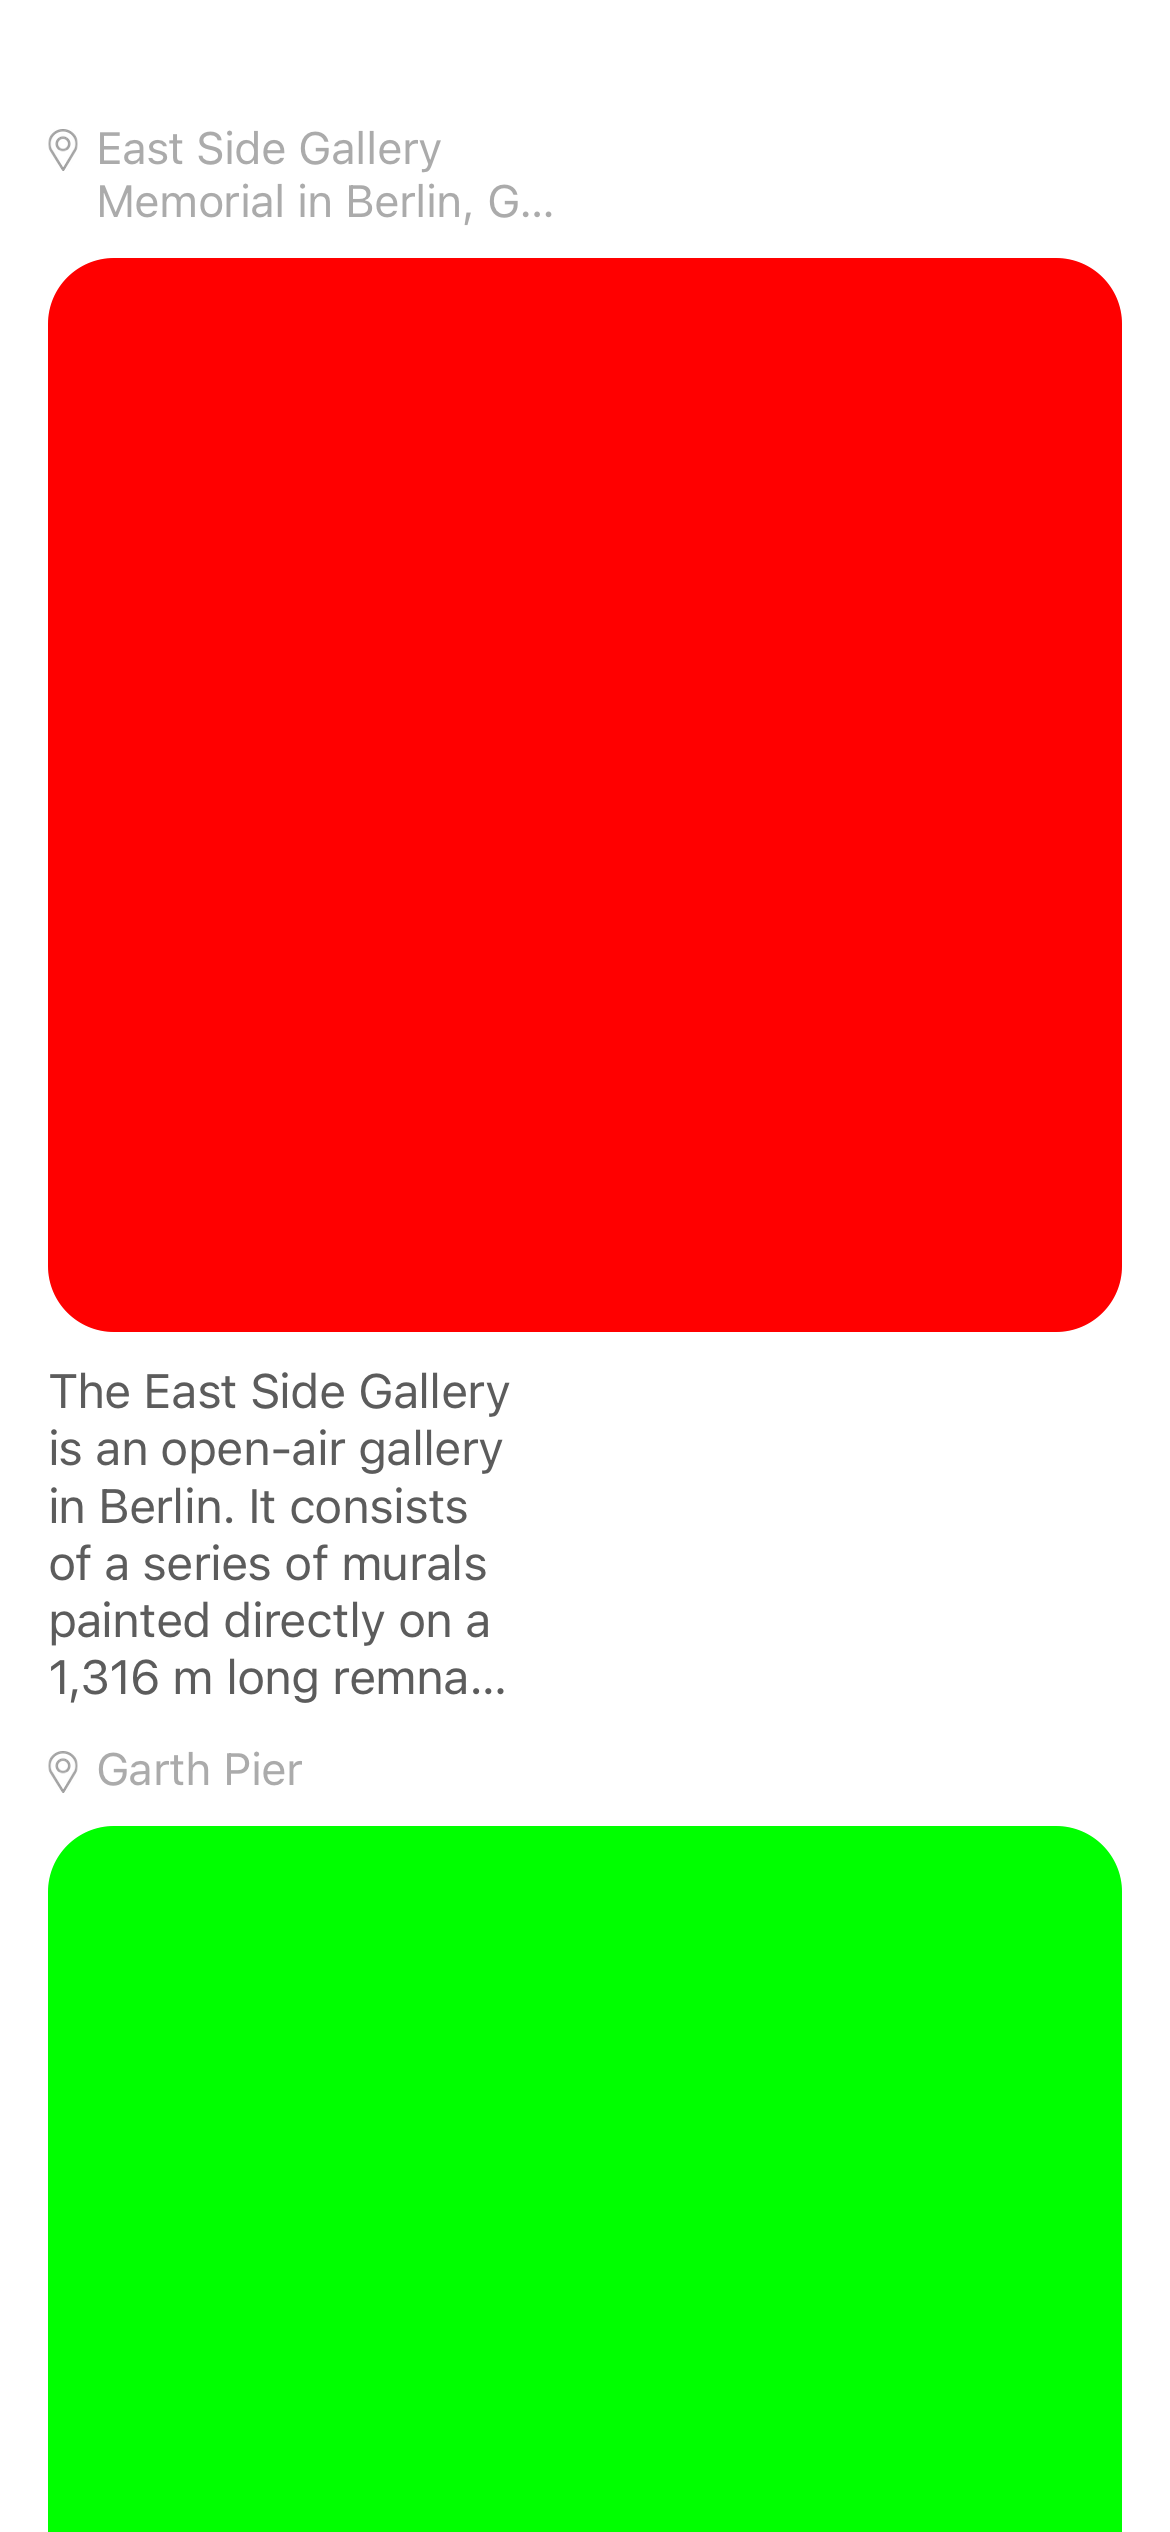 East Side Gallery
Memorial in Berlin, G...
The East Side Gallery
is an open-air gallery
in Berlin. It consists
of a series of murals
painted directly on a
1,316 m long remna...
Garth Pier